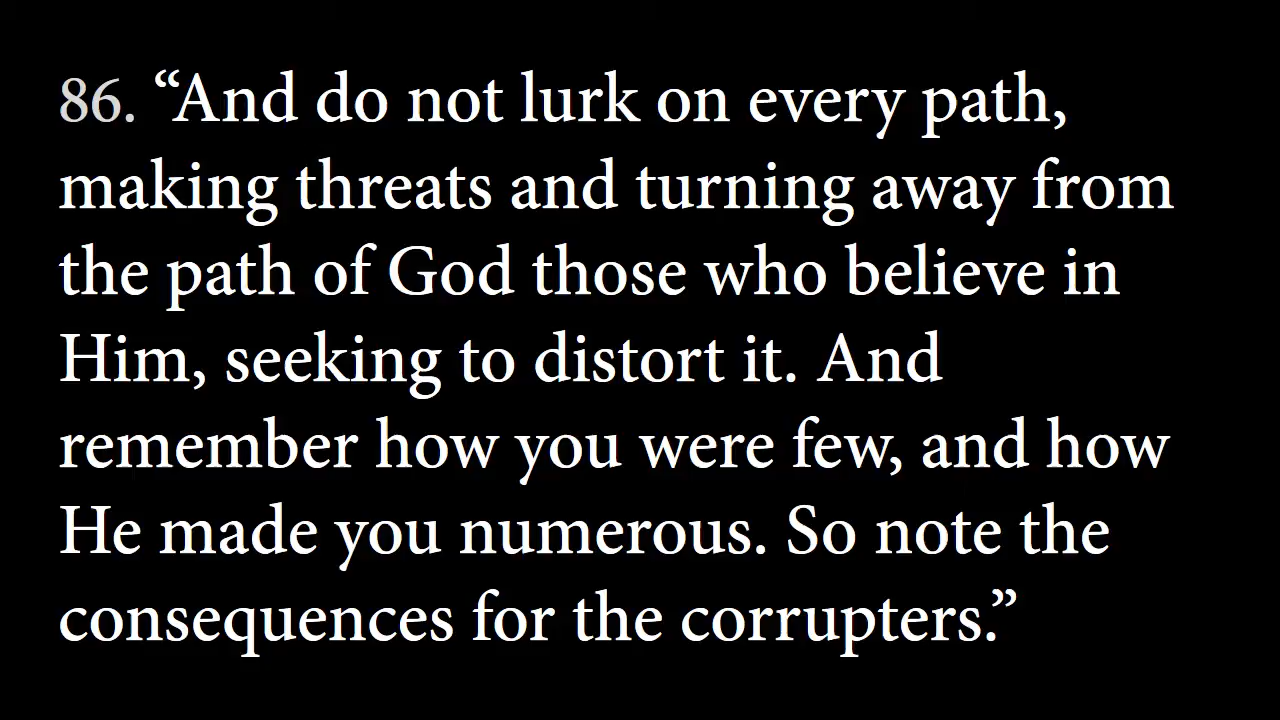 86. “And do not lurk on every path,
making threats and turning away from
the path of God those who believe in
Him, seeking to distort it. And
remember how you were few, and how
He made you numerous. So note the
consequences for the corrupters.”